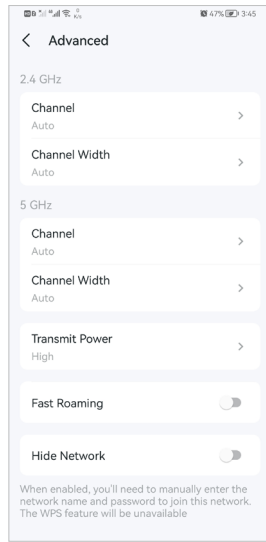 0
K/s
47% 3:45
Advanced
2.4 GHz
Channel
Auto
Channel Width
Auto
5 GHz
Channel
Auto
Channel Width
Auto
Transmit Power
High
Fast Roaming
Hide Network
When enabled, you'll need to manually enter the
network name and password to join this network.
The WPS feature will be unavailable